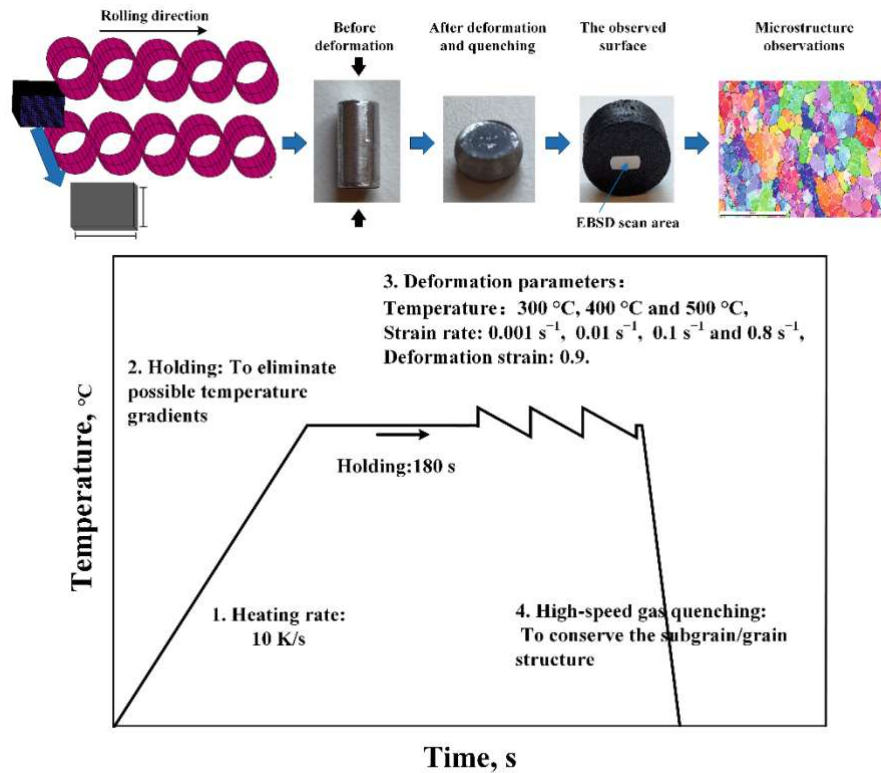 Rolling direction
Before
deformation
After deformation
and quenching
The observed
surface
Microstructure
observations
EBSD scan area
3. Deformation parameters:
Temperature: 300 °C, 400 °C and 500 °C,
Strain rate: 0.001 s⁻¹, 0.01 s⁻¹, 0.1 s⁻¹ and 0.8 s⁻¹,
Deformation strain: 0.9.
2. Holding: To eliminate
possible temperature
gradients
Holding:180 s
1. Heating rate:
10 K/s
4. High-speed gas quenching:
To conserve the subgrain/grain
structure
Temperature, °C
Time, s